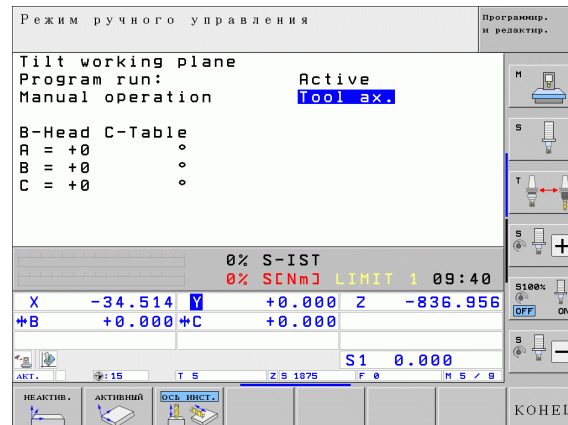 Режим ручного управления
Программир.
и редактир.
Tilt working plane
Program run: Active
Manual operation Tool ax.
B-Head C-Table
A = +0 °
B = +0 °
C = +0 °
M
S
T
S
S100%
OFF ON
S
0% S-IST
0% S[Nm] LIMIT 1 09:40
X -34.514 Y +0.000 Z -836.956
B +0.000 C +0.000
S1 0.000
АКТ. :15 T 5 Z S 1875 F 0 M 5 / 9
НЕАКТИВ. АКТИВНЫЙ ОСЬ ИНСТ.